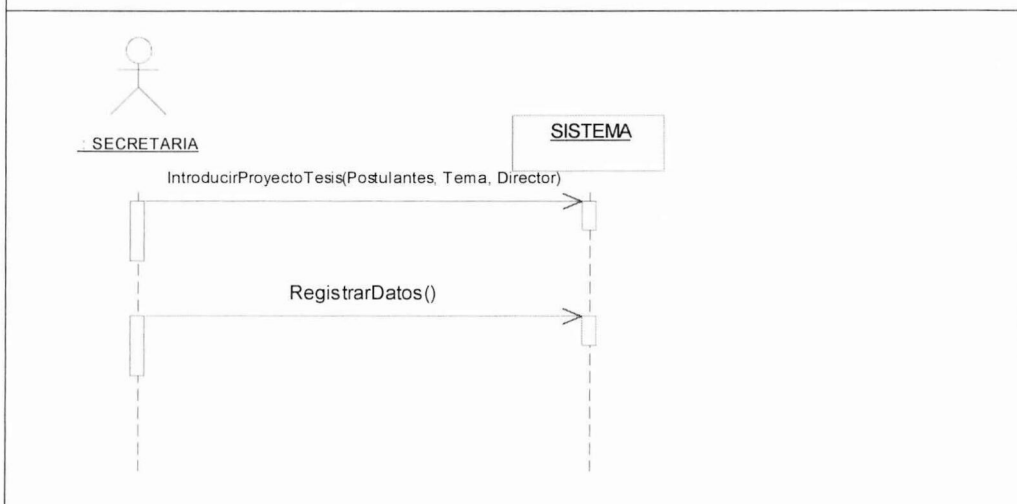 : SECRETARIA
SISTEMA
IntroducirProyectoTesis(Postulantes, Tema, Director)
RegistrarDatos()